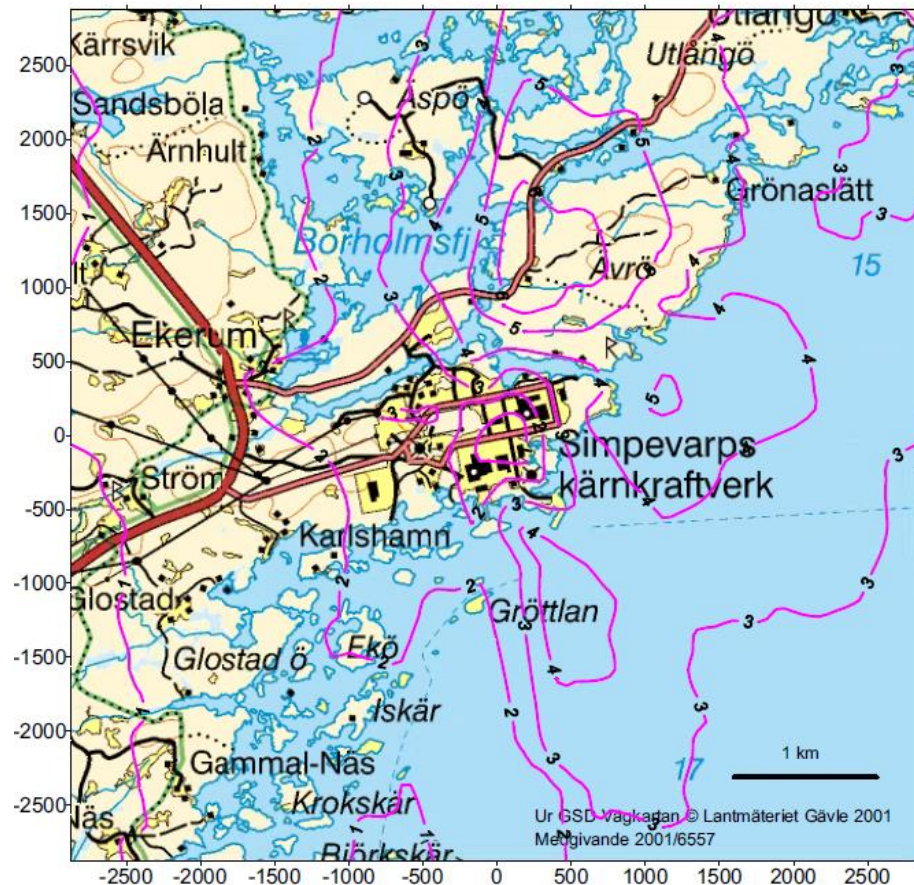 Utlångö
Kärrsvik
Utlångö
2500
Äspö
Sandsböla
2000
Ärnhult
Grönaslätt
1500
Borholmsfj
Ävrö
15
1000
Ekerum
500
0
Simpevarps
kärnkraftverk
Ström
-500
Karlshamn
-1000
Glostad
Gröttlan
-1500
Glostad ö
Ekö
Iskär
-2000
1 km
Gammal-Näs
17
-2500
Krokskär
Ur GSD-Vägkartan © Lantmäteriet Gävle 2001
Näs
Medgivande 2001/6557
Björkskär
-2500 -2000 -1500 -1000 -500 0 500 1000 1500 2000 2500